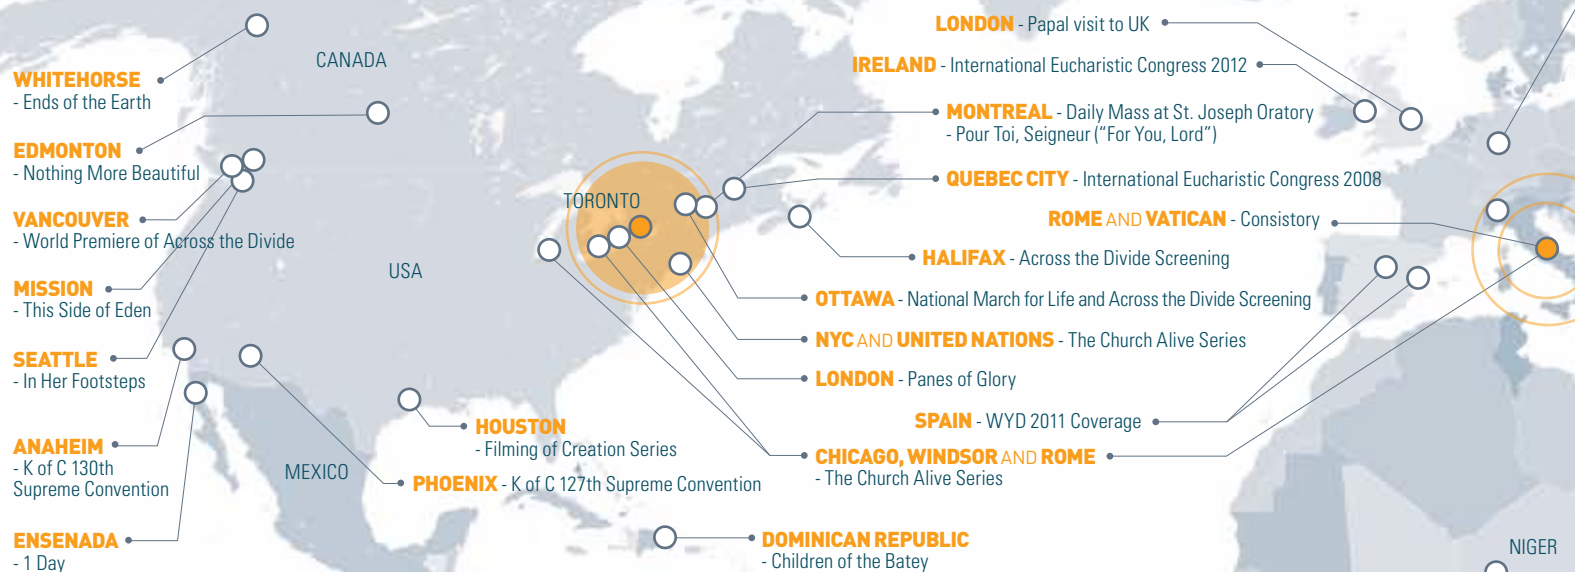 CANADA
WHITEHORSE
- Ends of the Earth
EDMONTON
- Nothing More Beautiful
VANCOUVER
- World Premiere of Across the Divide
MISSION
- This Side of Eden
SEATTLE
- In Her Footsteps
ANAHEIM
- K of C 130th
Supreme Convention
ENSENADA
- 1 Day
USA
MEXICO
TORONTO
HOUSTON
- Filming of Creation Series
PHOENIX - K of C 127th Supreme Convention
LONDON - Papal visit to UK
IRELAND - International Eucharistic Congress 2012
MONTREAL - Daily Mass at St. Joseph Oratory
- Pour Toi, Seigneur (“For You, Lord”)
QUEBEC CITY - International Eucharistic Congress 2008
ROME AND VATICAN - Consistory
HALIFAX - Across the Divide Screening
OTTAWA - National March for Life and Across the Divide Screening
NYC AND UNITED NATIONS - The Church Alive Series
LONDON - Panes of Glory
SPAIN - WYD 2011 Coverage
CHICAGO, WINDSOR AND ROME
- The Church Alive Series
DOMINICAN REPUBLIC
- Children of the Batey
NIGER